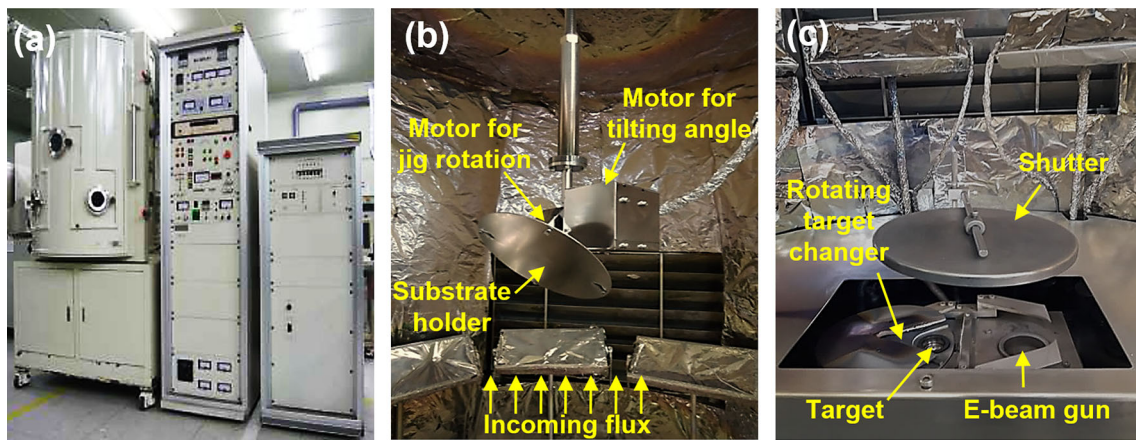 (a)
(b)
Motor for
tilting angle
Motor for
jig rotation
Substrate
holder
Incoming flux
(c)
Shutter
Rotating
target
changer
Target
E-beam gun